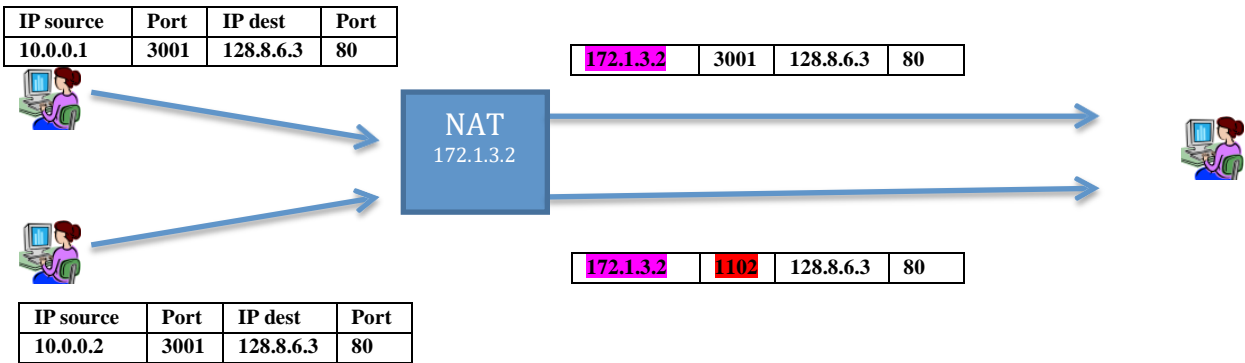 IP source Port IP dest Port
10.0.0.1 3001 128.8.6.3 80
172.1.3.2 3001 128.8.6.3 80
NAT
172.1.3.2
172.1.3.2 1102 128.8.6.3 80
IP source Port IP dest Port
10.0.0.2 3001 128.8.6.3 80